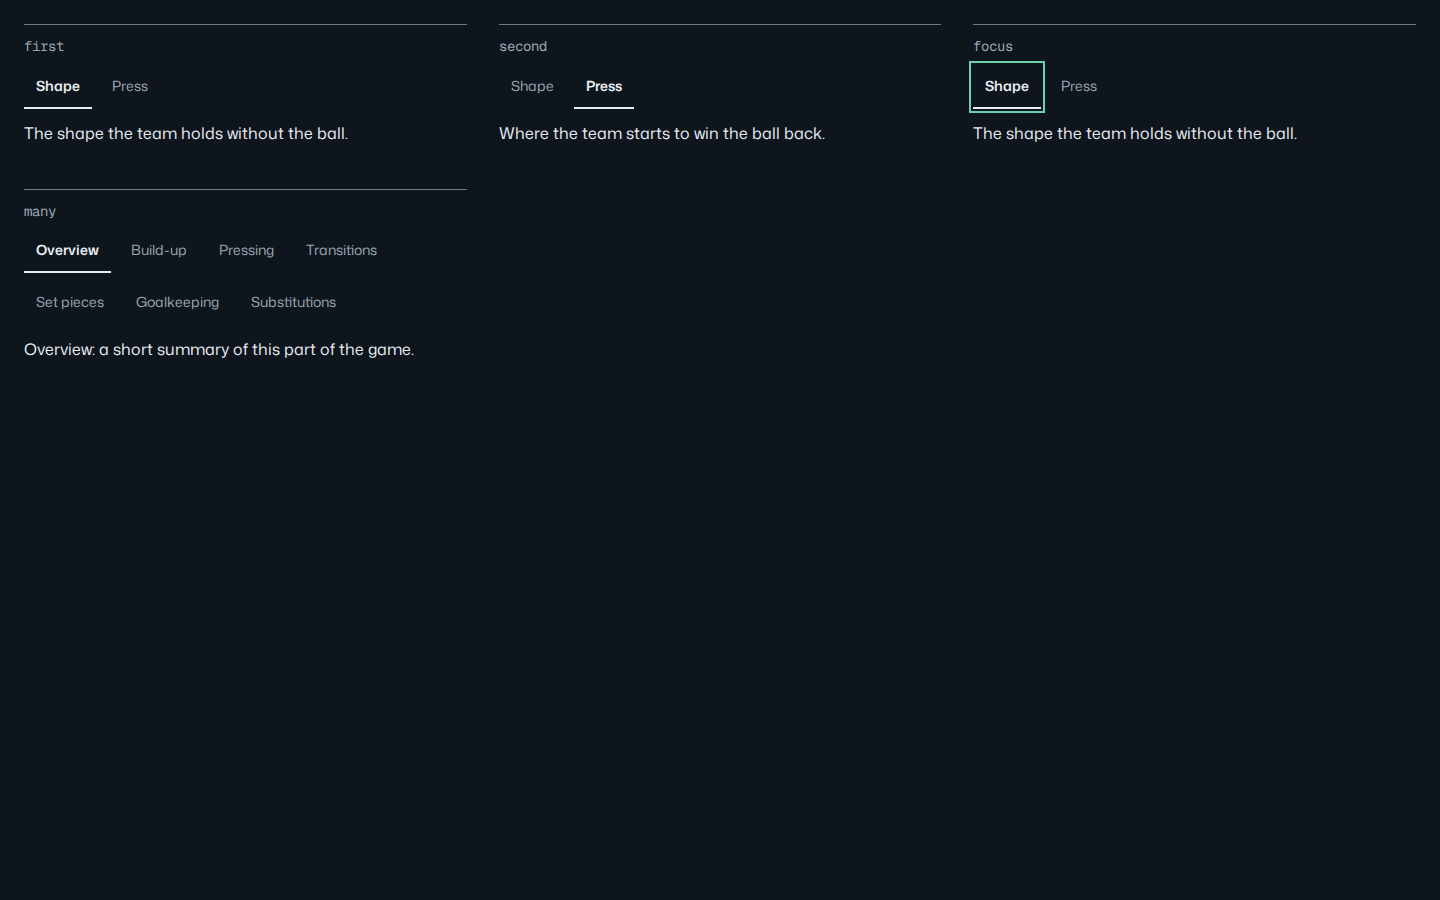 first
Shape Press
The shape the team holds without the ball.
second
Shape Press
Where the team starts to win the ball back.
focus
Shape Press
The shape the team holds without the ball.
many
Overview Build-up Pressing Transitions
Set pieces Goalkeeping Substitutions
Overview: a short summary of this part of the game.